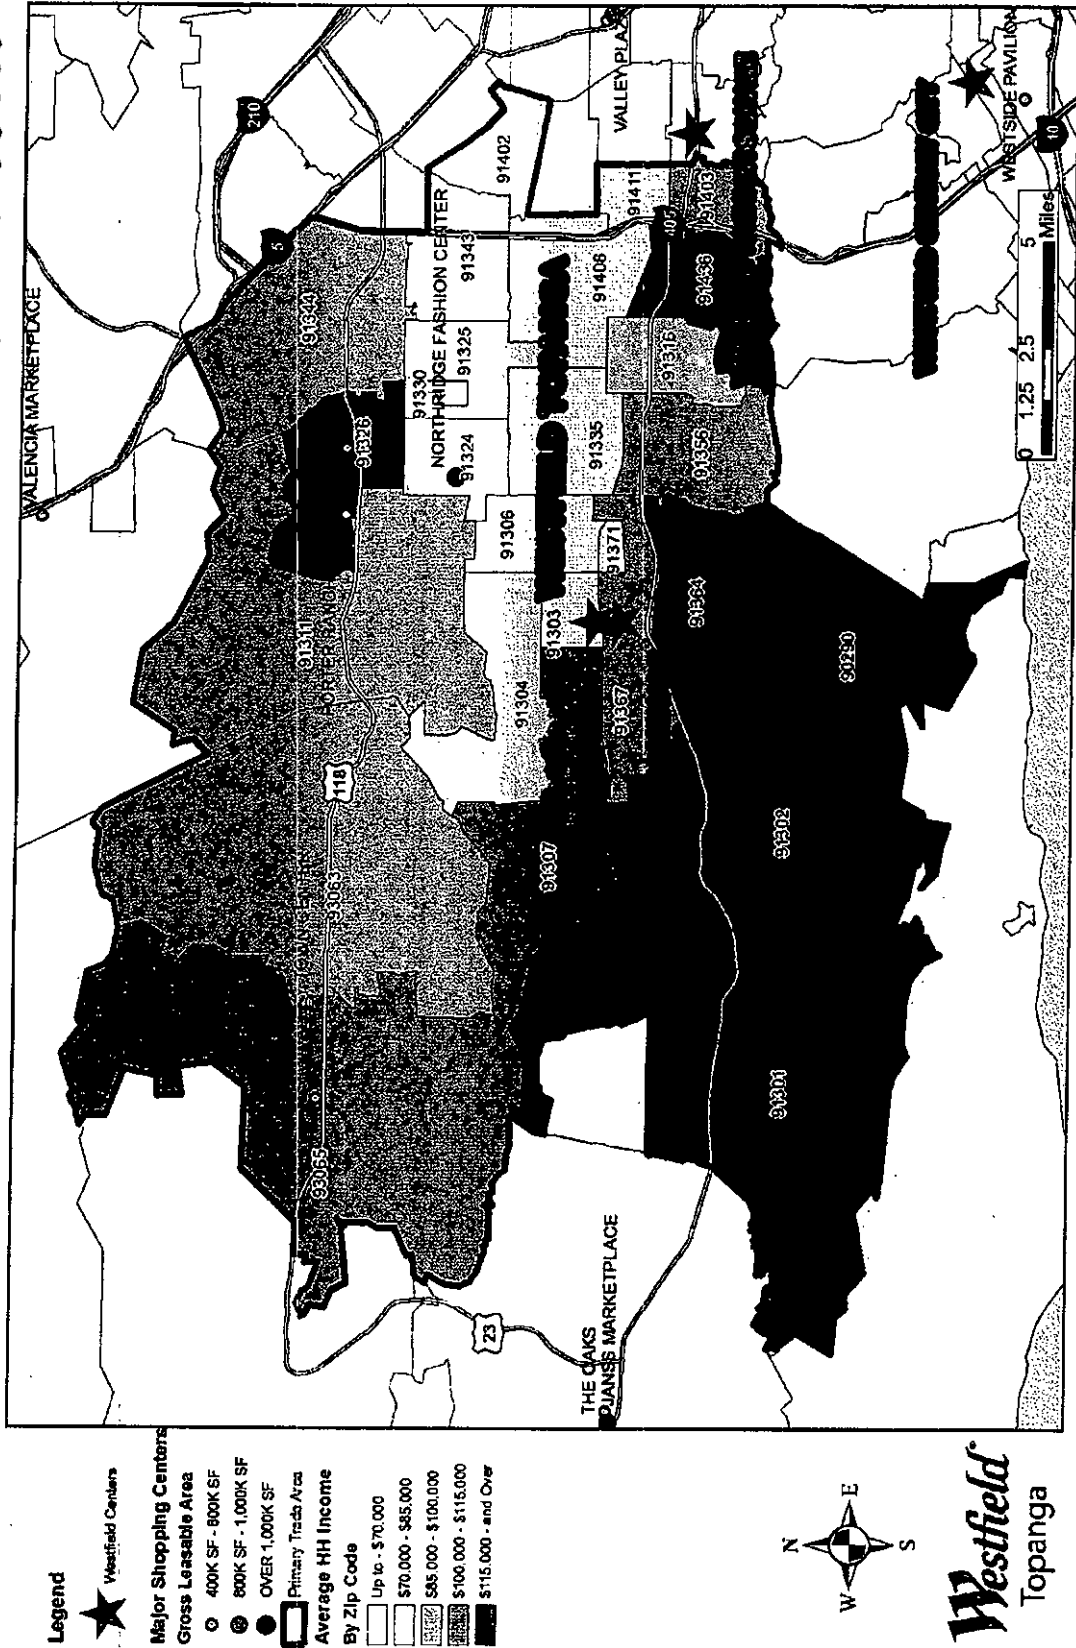 VALENCIA MARKETPLACE
210
5
91344
91326
91311
PORTER RANCH
118
93063
93065
91402
NORTHRIDGE FASHION CENTER
91343
91325
91330
91324
91306
91304
91303
91371
91335
91406
91411
VALLEY PLAZA
405
91403
91436
91316
91356
91367
91307
91364
90290
91302
91301
WESTFIELD TOPANGA
WESTSIDE PAVILION
10
23
THE OAKS
JANSS MARKETPLACE
0 1.25 2.5 5
Miles
Legend
Westfield Centers
Major Shopping Centers
Gross Leasable Area
400K SF - 800K SF
800K SF - 1,000K SF
OVER 1,000K SF
Primary Trade Area
Average HH Income
By Zip Code
Up to - $70,000
$70,000 - $85,000
$85,000 - $100,000
$100,000 - $115,000
$115,000 - and Over
N
W E
S
Westfield
Topanga